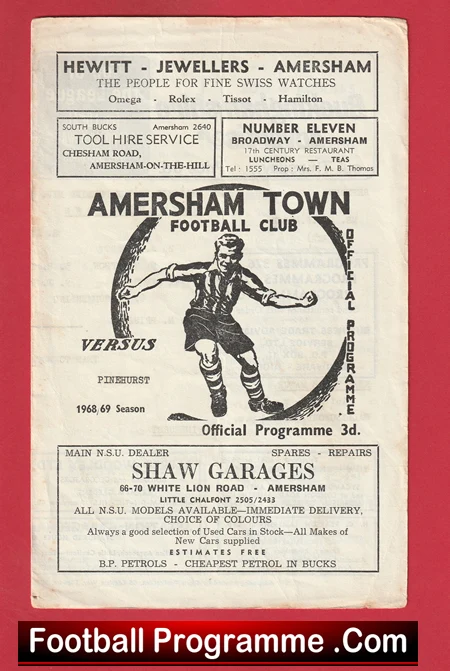 HEWITT - JEWELLERS - AMERSHAM
THE PEOPLE FOR FINE SWISS WATCHES
Omega - Rolex - Tissot - Hamilton
SOUTH BUCKS Amersham 2640
TOOL HIRE SERVICE
CHESHAM ROAD,
AMERSHAM-ON-THE-HILL
NUMBER ELEVEN
BROADWAY - AMERSHAM
17TH CENTURY RESTAURANT
LUNCHEONS — TEAS
Tel : 1555 Prop : Mrs. F. M. B. Thomas
AMERSHAM TOWN
FOOTBALL CLUB
OFFICIAL PROGRAMME
VERSUS
PINEHURST
1968/69 Season
Official Programme 3d.
MAIN N.S.U. DEALER SPARES - REPAIRS
SHAW GARAGES
66-70 WHITE LION ROAD - AMERSHAM
LITTLE CHALFONT 2505/2433
ALL N.S.U. MODELS AVAILABLE—IMMEDIATE DELIVERY,
CHOICE OF COLOURS
Always a good selection of Used Cars in Stock—All Makes of
New Cars supplied
ESTIMATES FREE
B.P. PETROLS - CHEAPEST PETROL IN BUCKS
Football Programme .Com